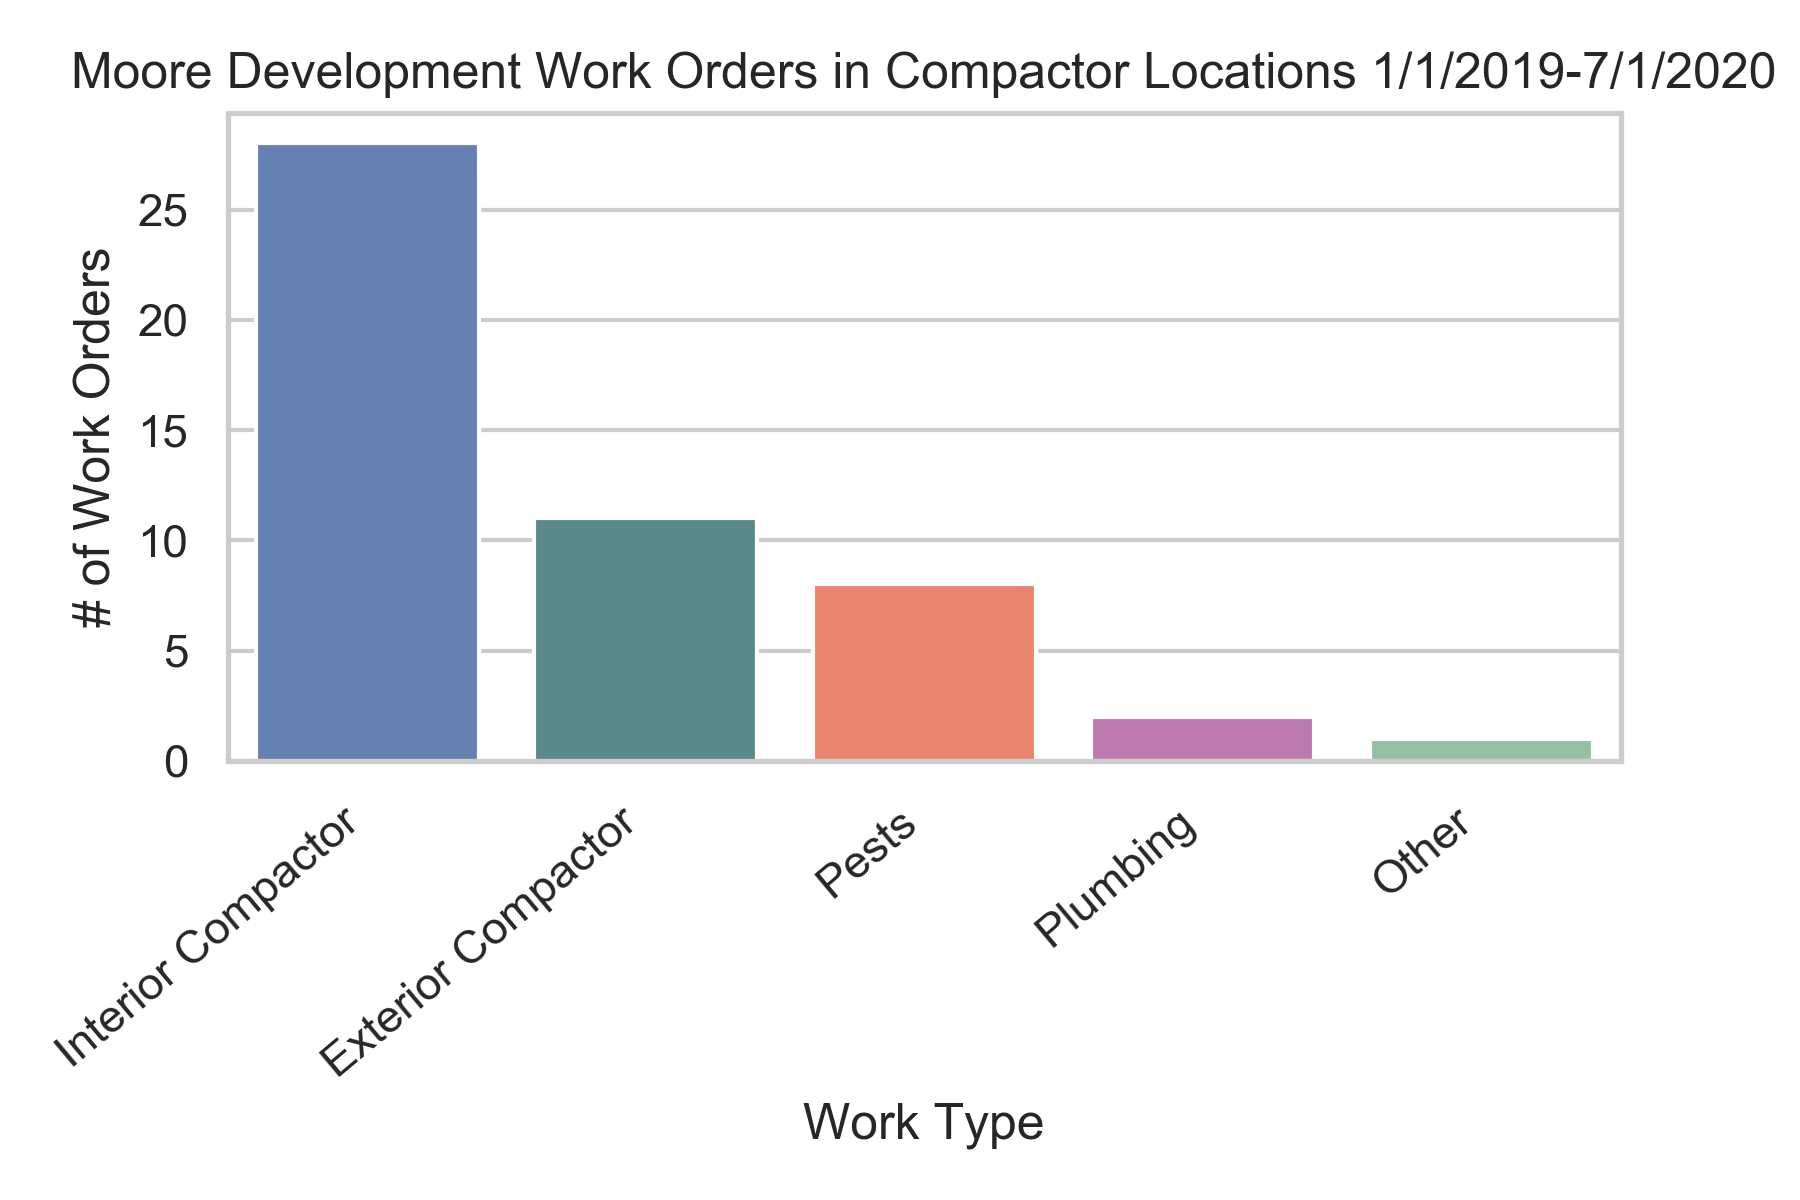 Moore Development Work Orders in Compactor Locations 1/1/2019-7/1/2020
# of Work Orders
25
20
15
10
5
0
Interior Compactor
Exterior Compactor
Pests
Plumbing
Other
Work Type